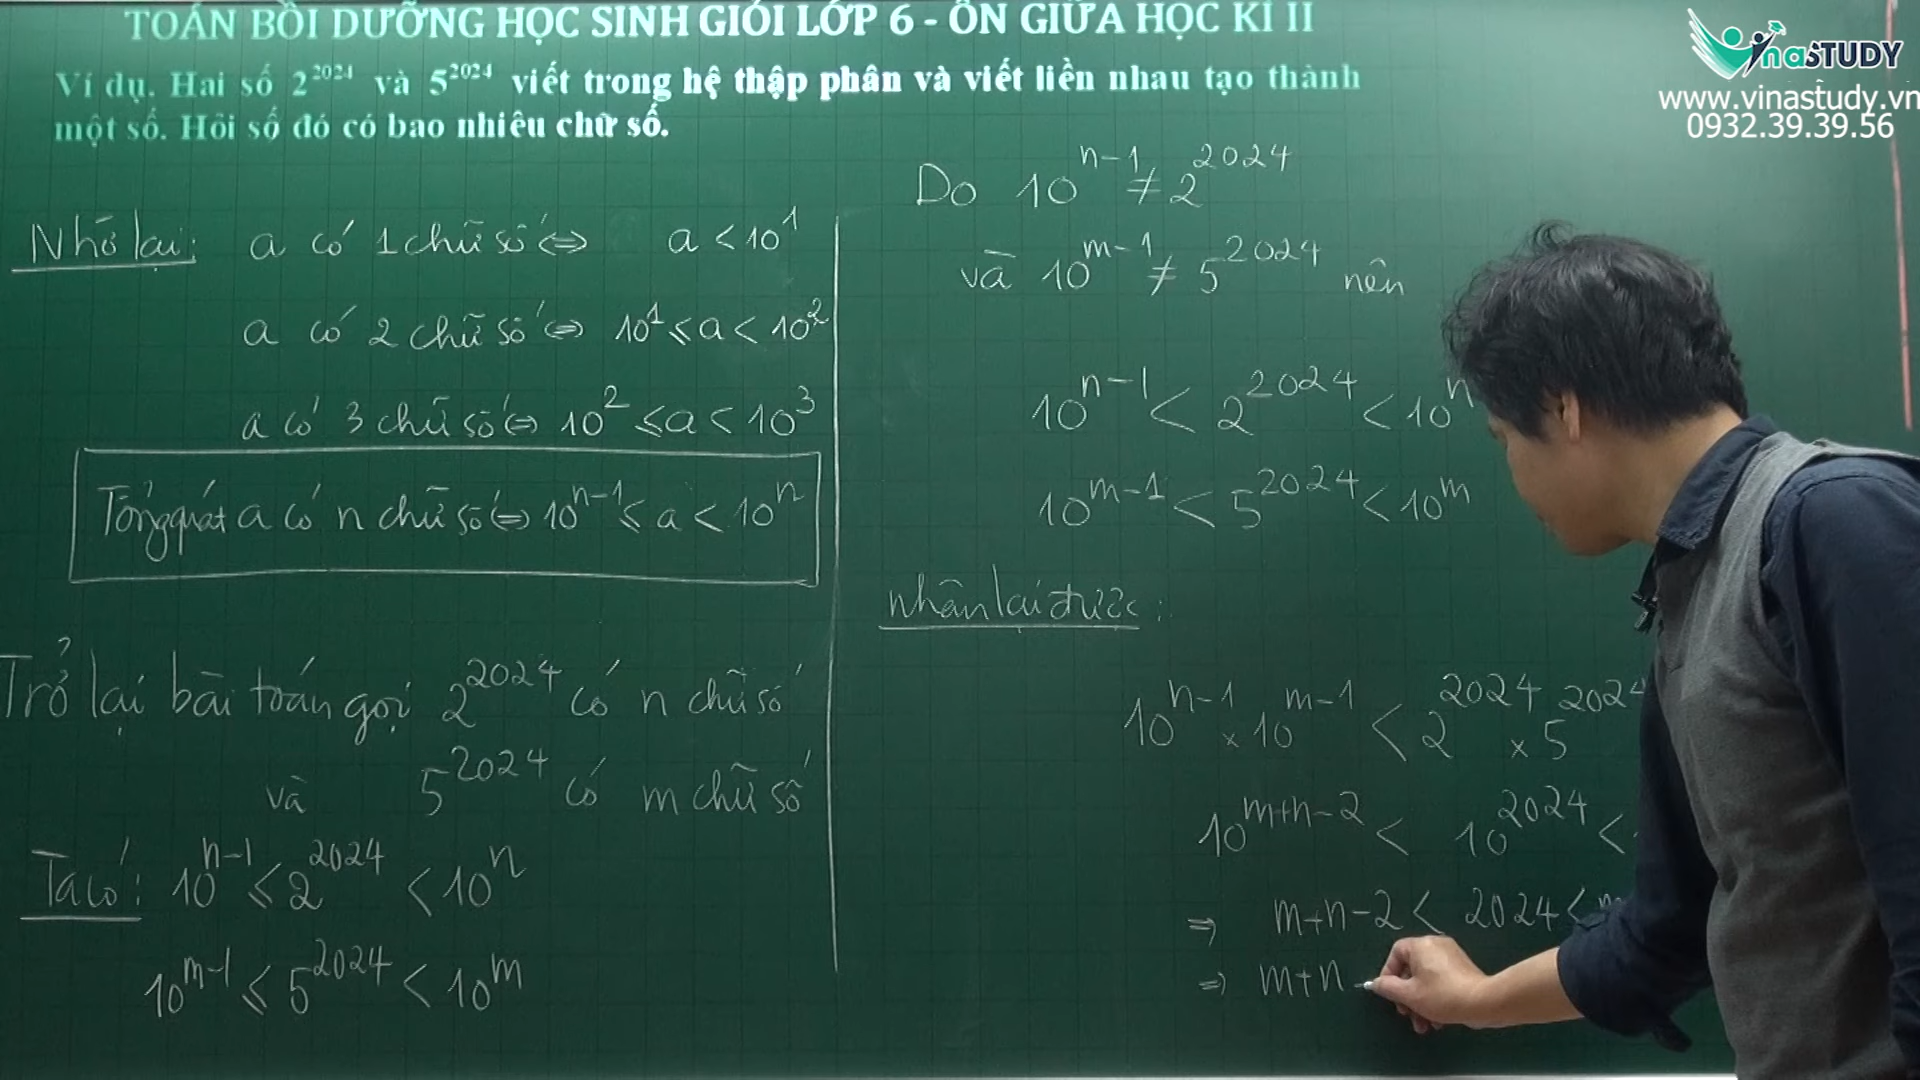 TOÁN BỒI DƯỠNG HỌC SINH GIỎI LỚP 6 - ÔN GIỮA HỌC KÌ II
Ví dụ. Hai số 2^2024 và 5^2024 viết trong hệ thập phân và viết liền nhau tạo thành
một số. Hỏi số đó có bao nhiêu chữ số.
VinaSTUDY
www.vinastudy.vn
0932.39.39.56
Nhớ lại: a có 1 chữ số ⇔ a < 10^1
a có 2 chữ số ⇔ 10^1 ≤ a < 10^2
a có 3 chữ số ⇔ 10^2 ≤ a < 10^3
Tổng quát a có n chữ số ⇔ 10^n-1 ≤ a < 10^n
Trở lại bài toán gọi 2^2024 có n chữ số
và 5^2024 có m chữ số
Ta có: 10^n-1 ≤ 2^2024 < 10^n
10^m-1 ≤ 5^2024 < 10^m
Do 10^n-1 ≠ 2^2024
và 10^m-1 ≠ 5^2024 nên
10^n-1 < 2^2024 < 10^n
10^m-1 < 5^2024 < 10^m
nhân lại được:
10^n-1 × 10^m-1 < 2^2024 × 5^2024
10^m+n-2 < 10^2024 <
⇒ m+n-2 < 2024 < m
⇒ m+n -